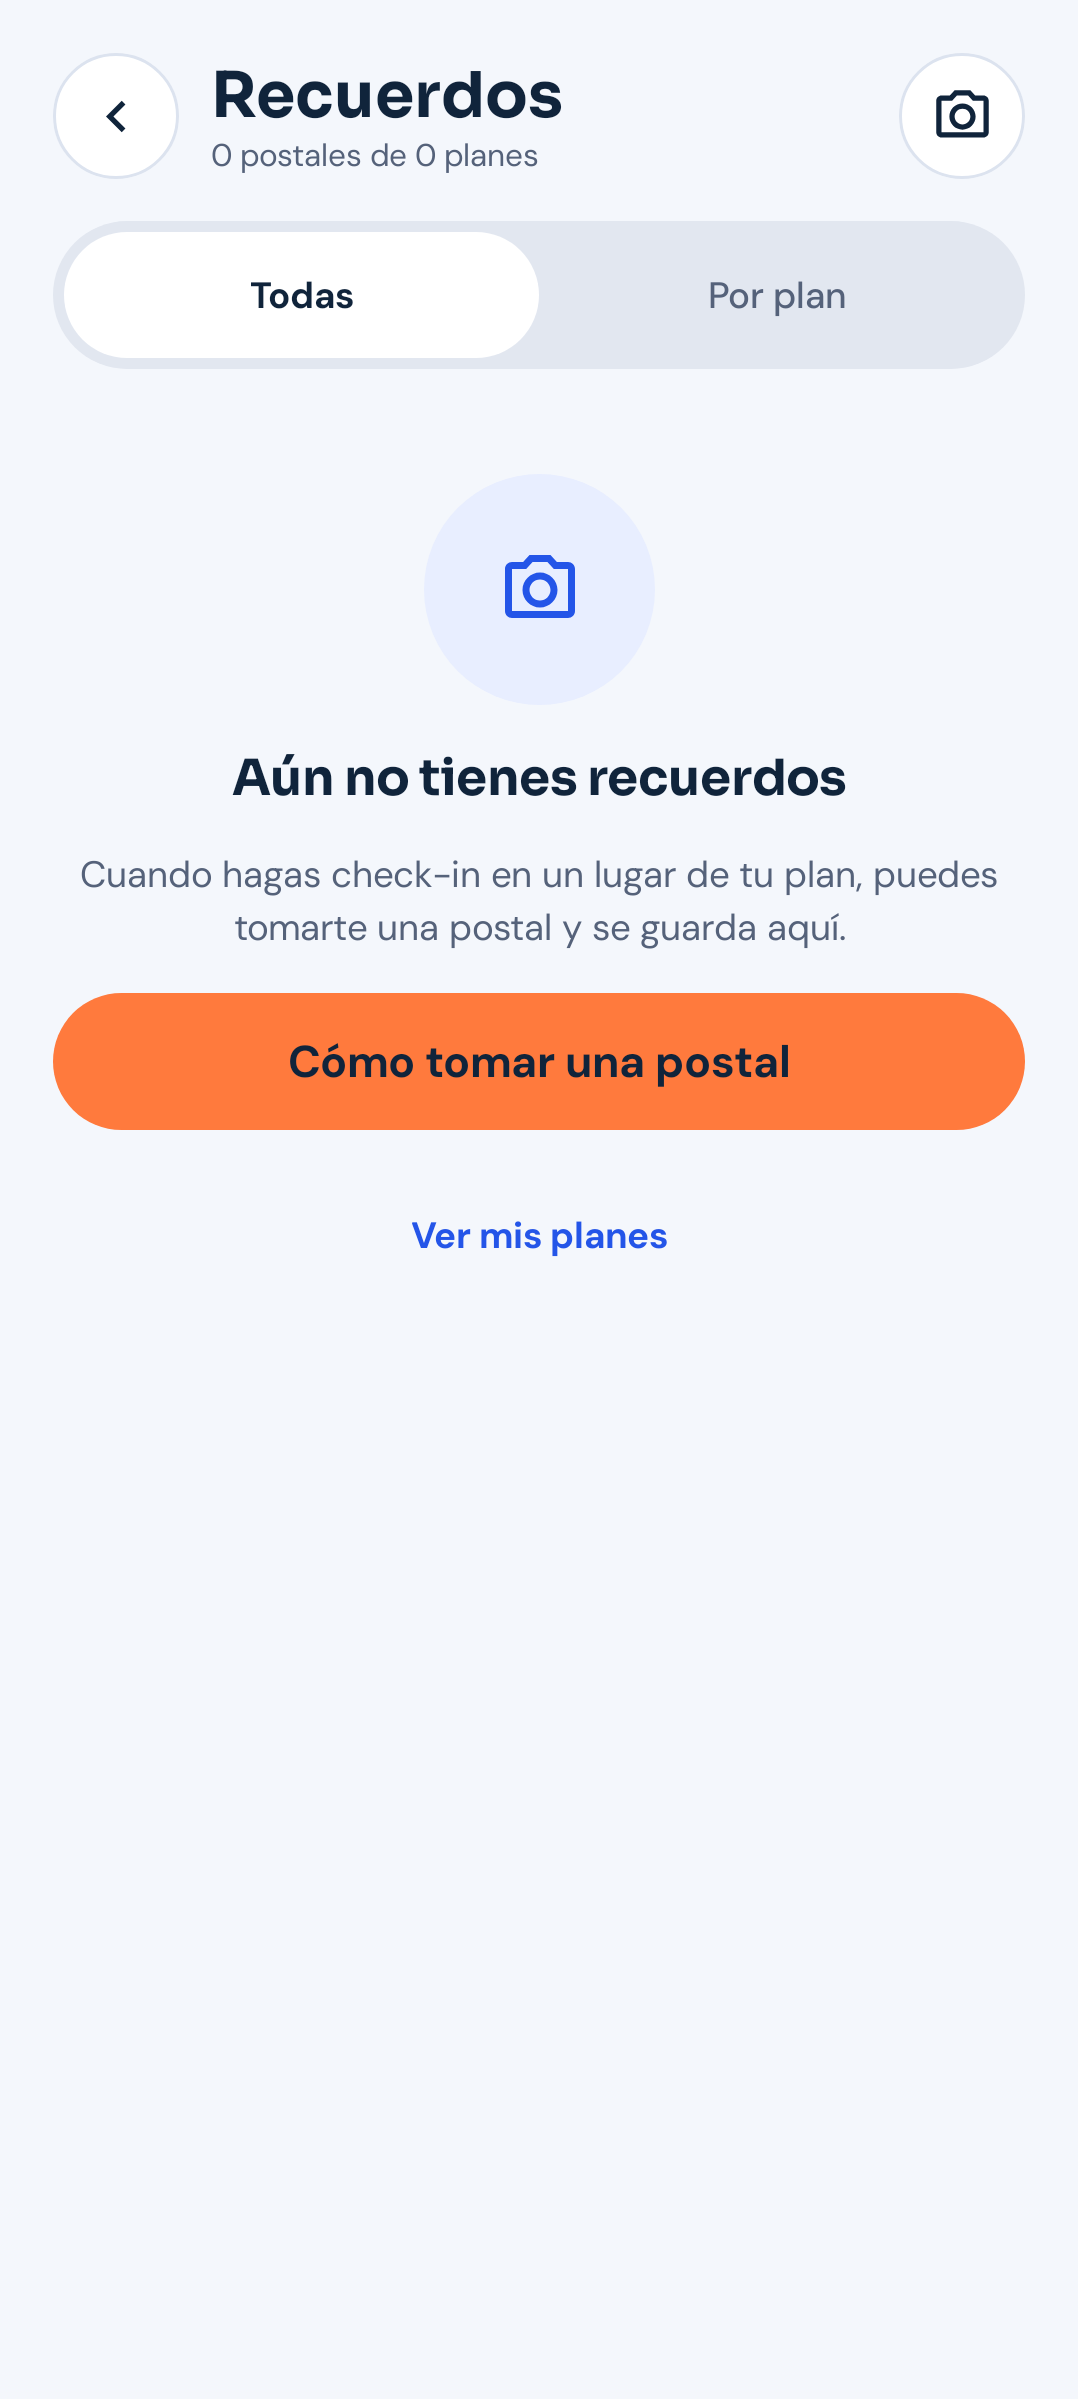 Recuerdos
0 postales de 0 planes
Todas
Por plan
Aún no tienes recuerdos
Cuando hagas check-in en un lugar de tu plan, puedes
tomarte una postal y se guarda aquí.
Cómo tomar una postal
Ver mis planes